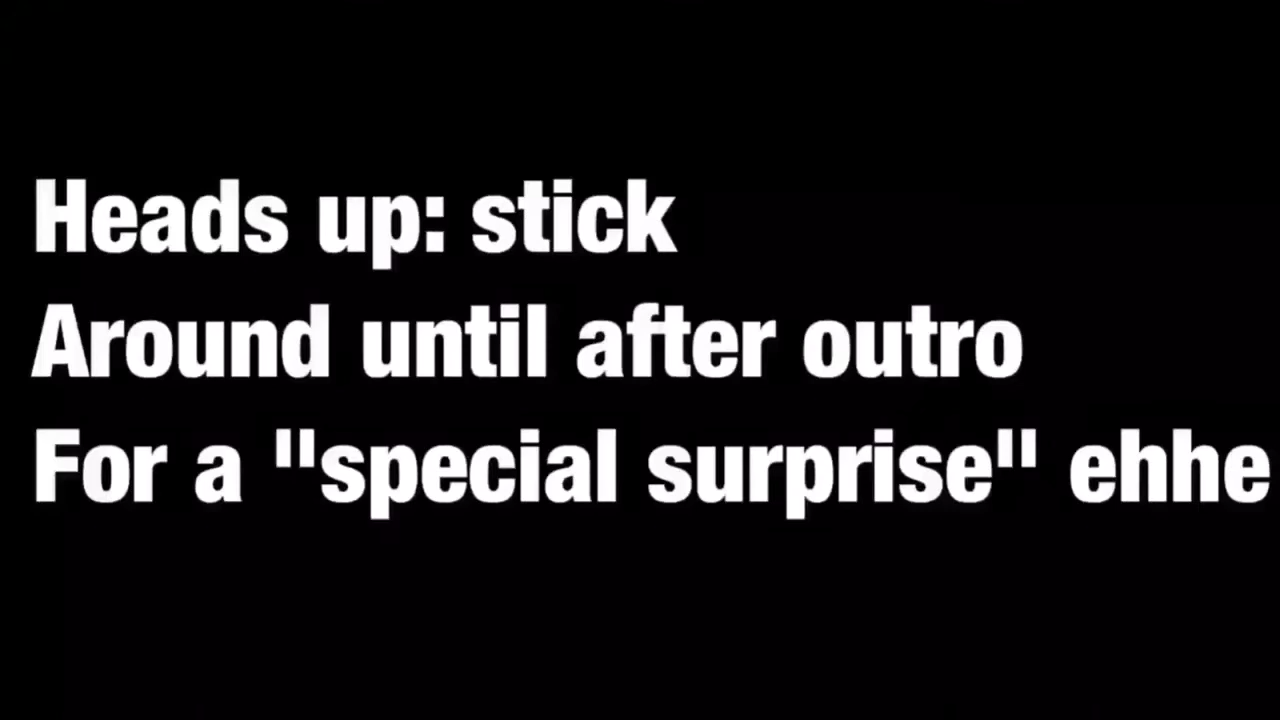 Heads up: stick
Around until after outro
For a "special surprise" ehhe